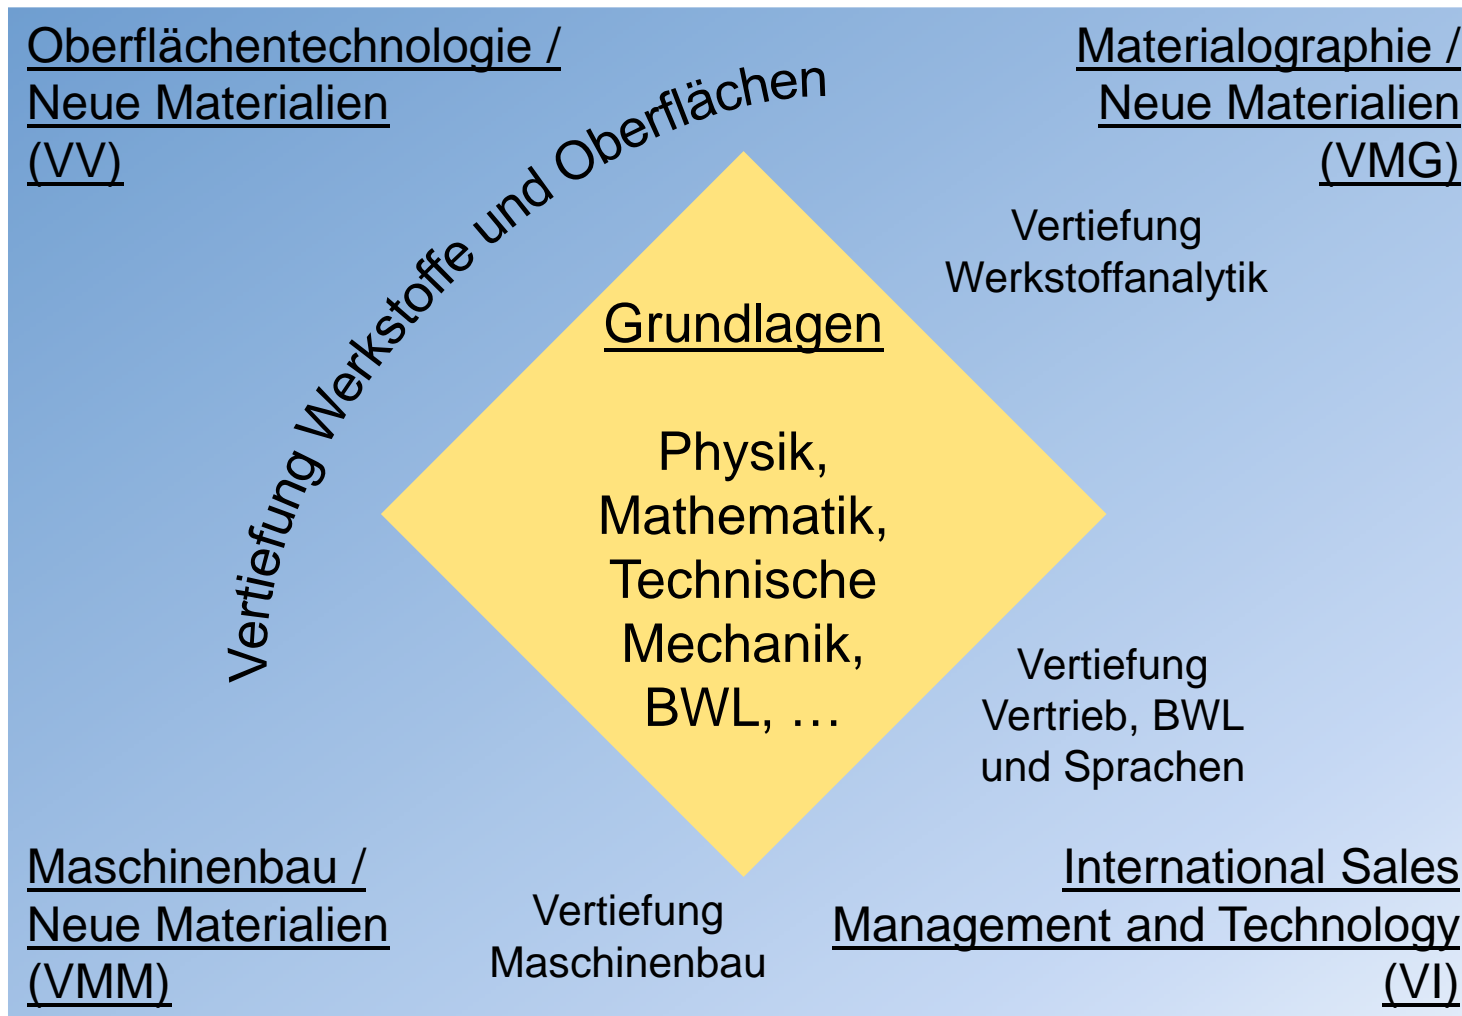 Oberflächentechnologie /
Neue Materialien
(VV)
Materialographie /
Neue Materialien
(VMG)
Vertiefung Werkstoffe und Oberflächen
Vertiefung
Werkstoffanalytik
Grundlagen
Physik,
Mathematik,
Technische
Mechanik,
BWL, …
Vertiefung
Vertrieb, BWL
und Sprachen
Maschinenbau /
Neue Materialien
(VMM)
Vertiefung
Maschinenbau
International Sales
Management and Technology
(VI)